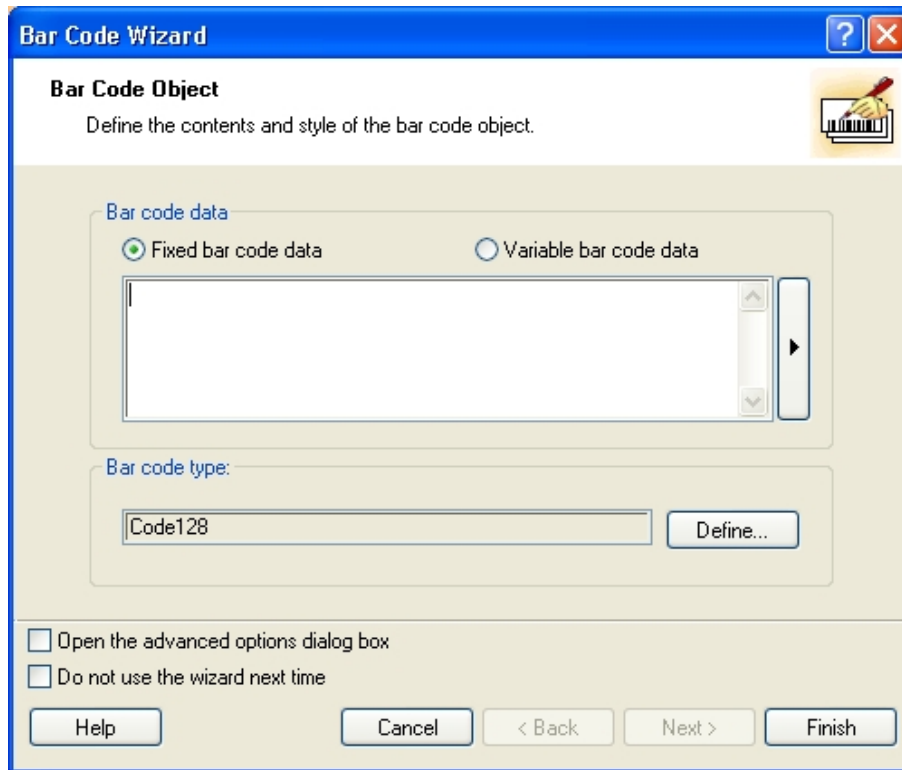 Bar Code Wizard
Bar Code Object
Define the contents and style of the bar code object.
Bar code data
Fixed bar code data Variable bar code data
Bar code type:
Code128 Define...
Open the advanced options dialog box
Do not use the wizard next time
Help Cancel < Back Next > Finish